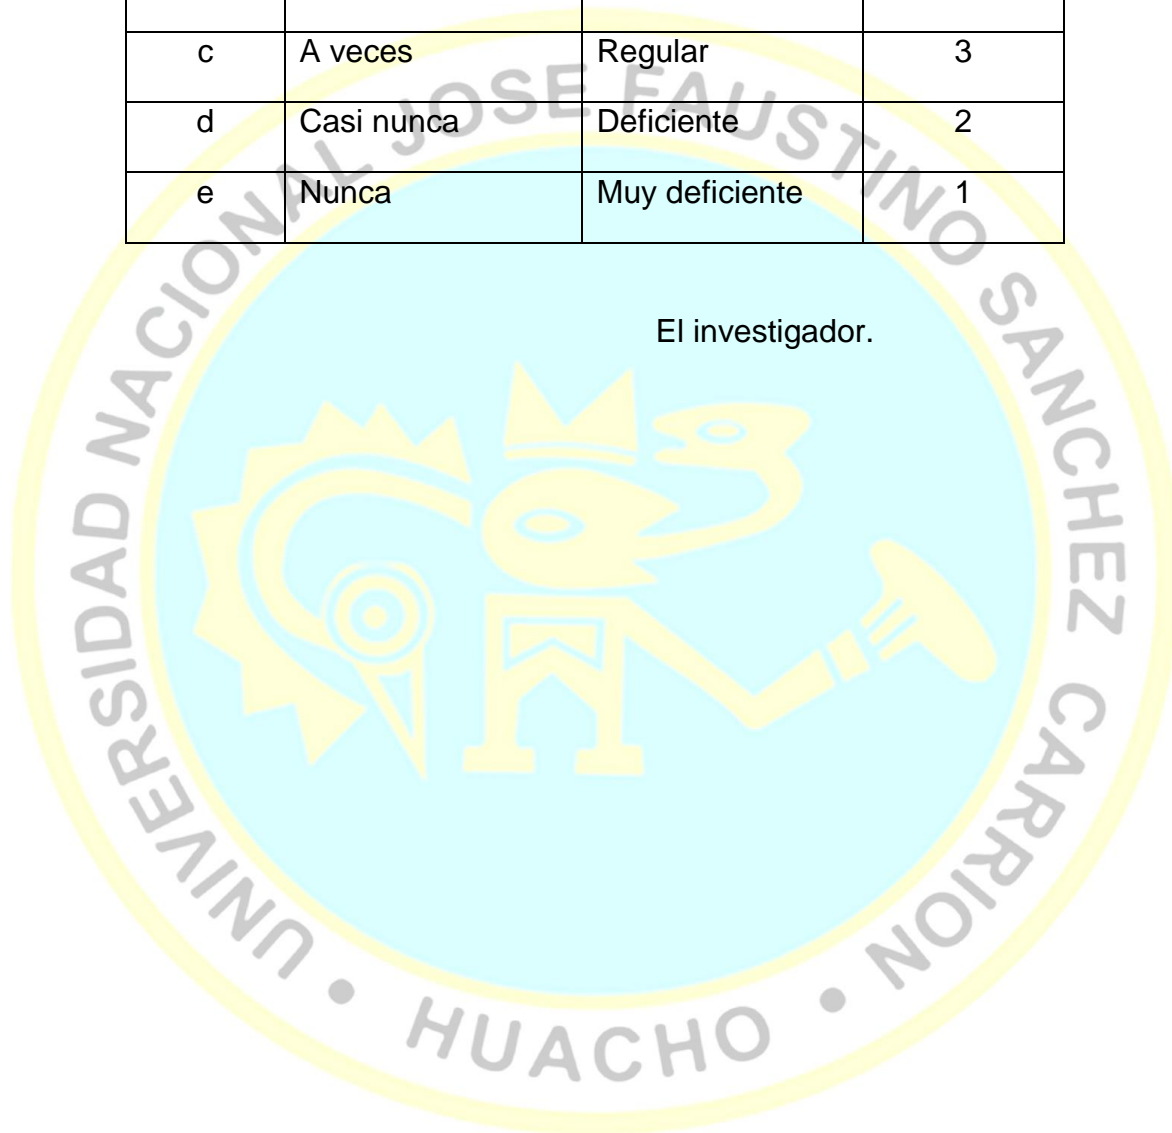 c A veces Regular 3
d Casi nunca Deficiente 2
e Nunca Muy deficiente 1
El investigador.
UNIVERSIDAD NACIONAL JOSE FAUSTINO SANCHEZ CARRION • HUACHO •